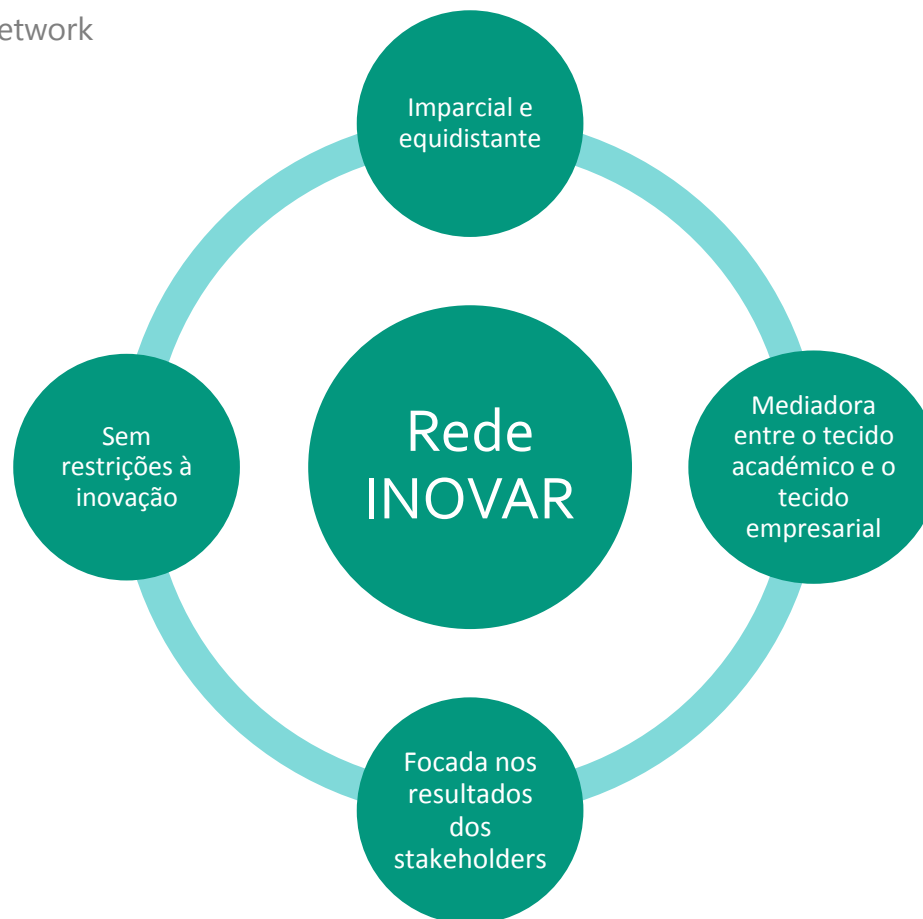 etwork
Imparcial e
equidistante
Rede
INOVAR
Mediadora
entre o tecido
académico e o
tecido
empresarial
Sem
restrições à
inovação
Focada nos
resultados
dos
stakeholders